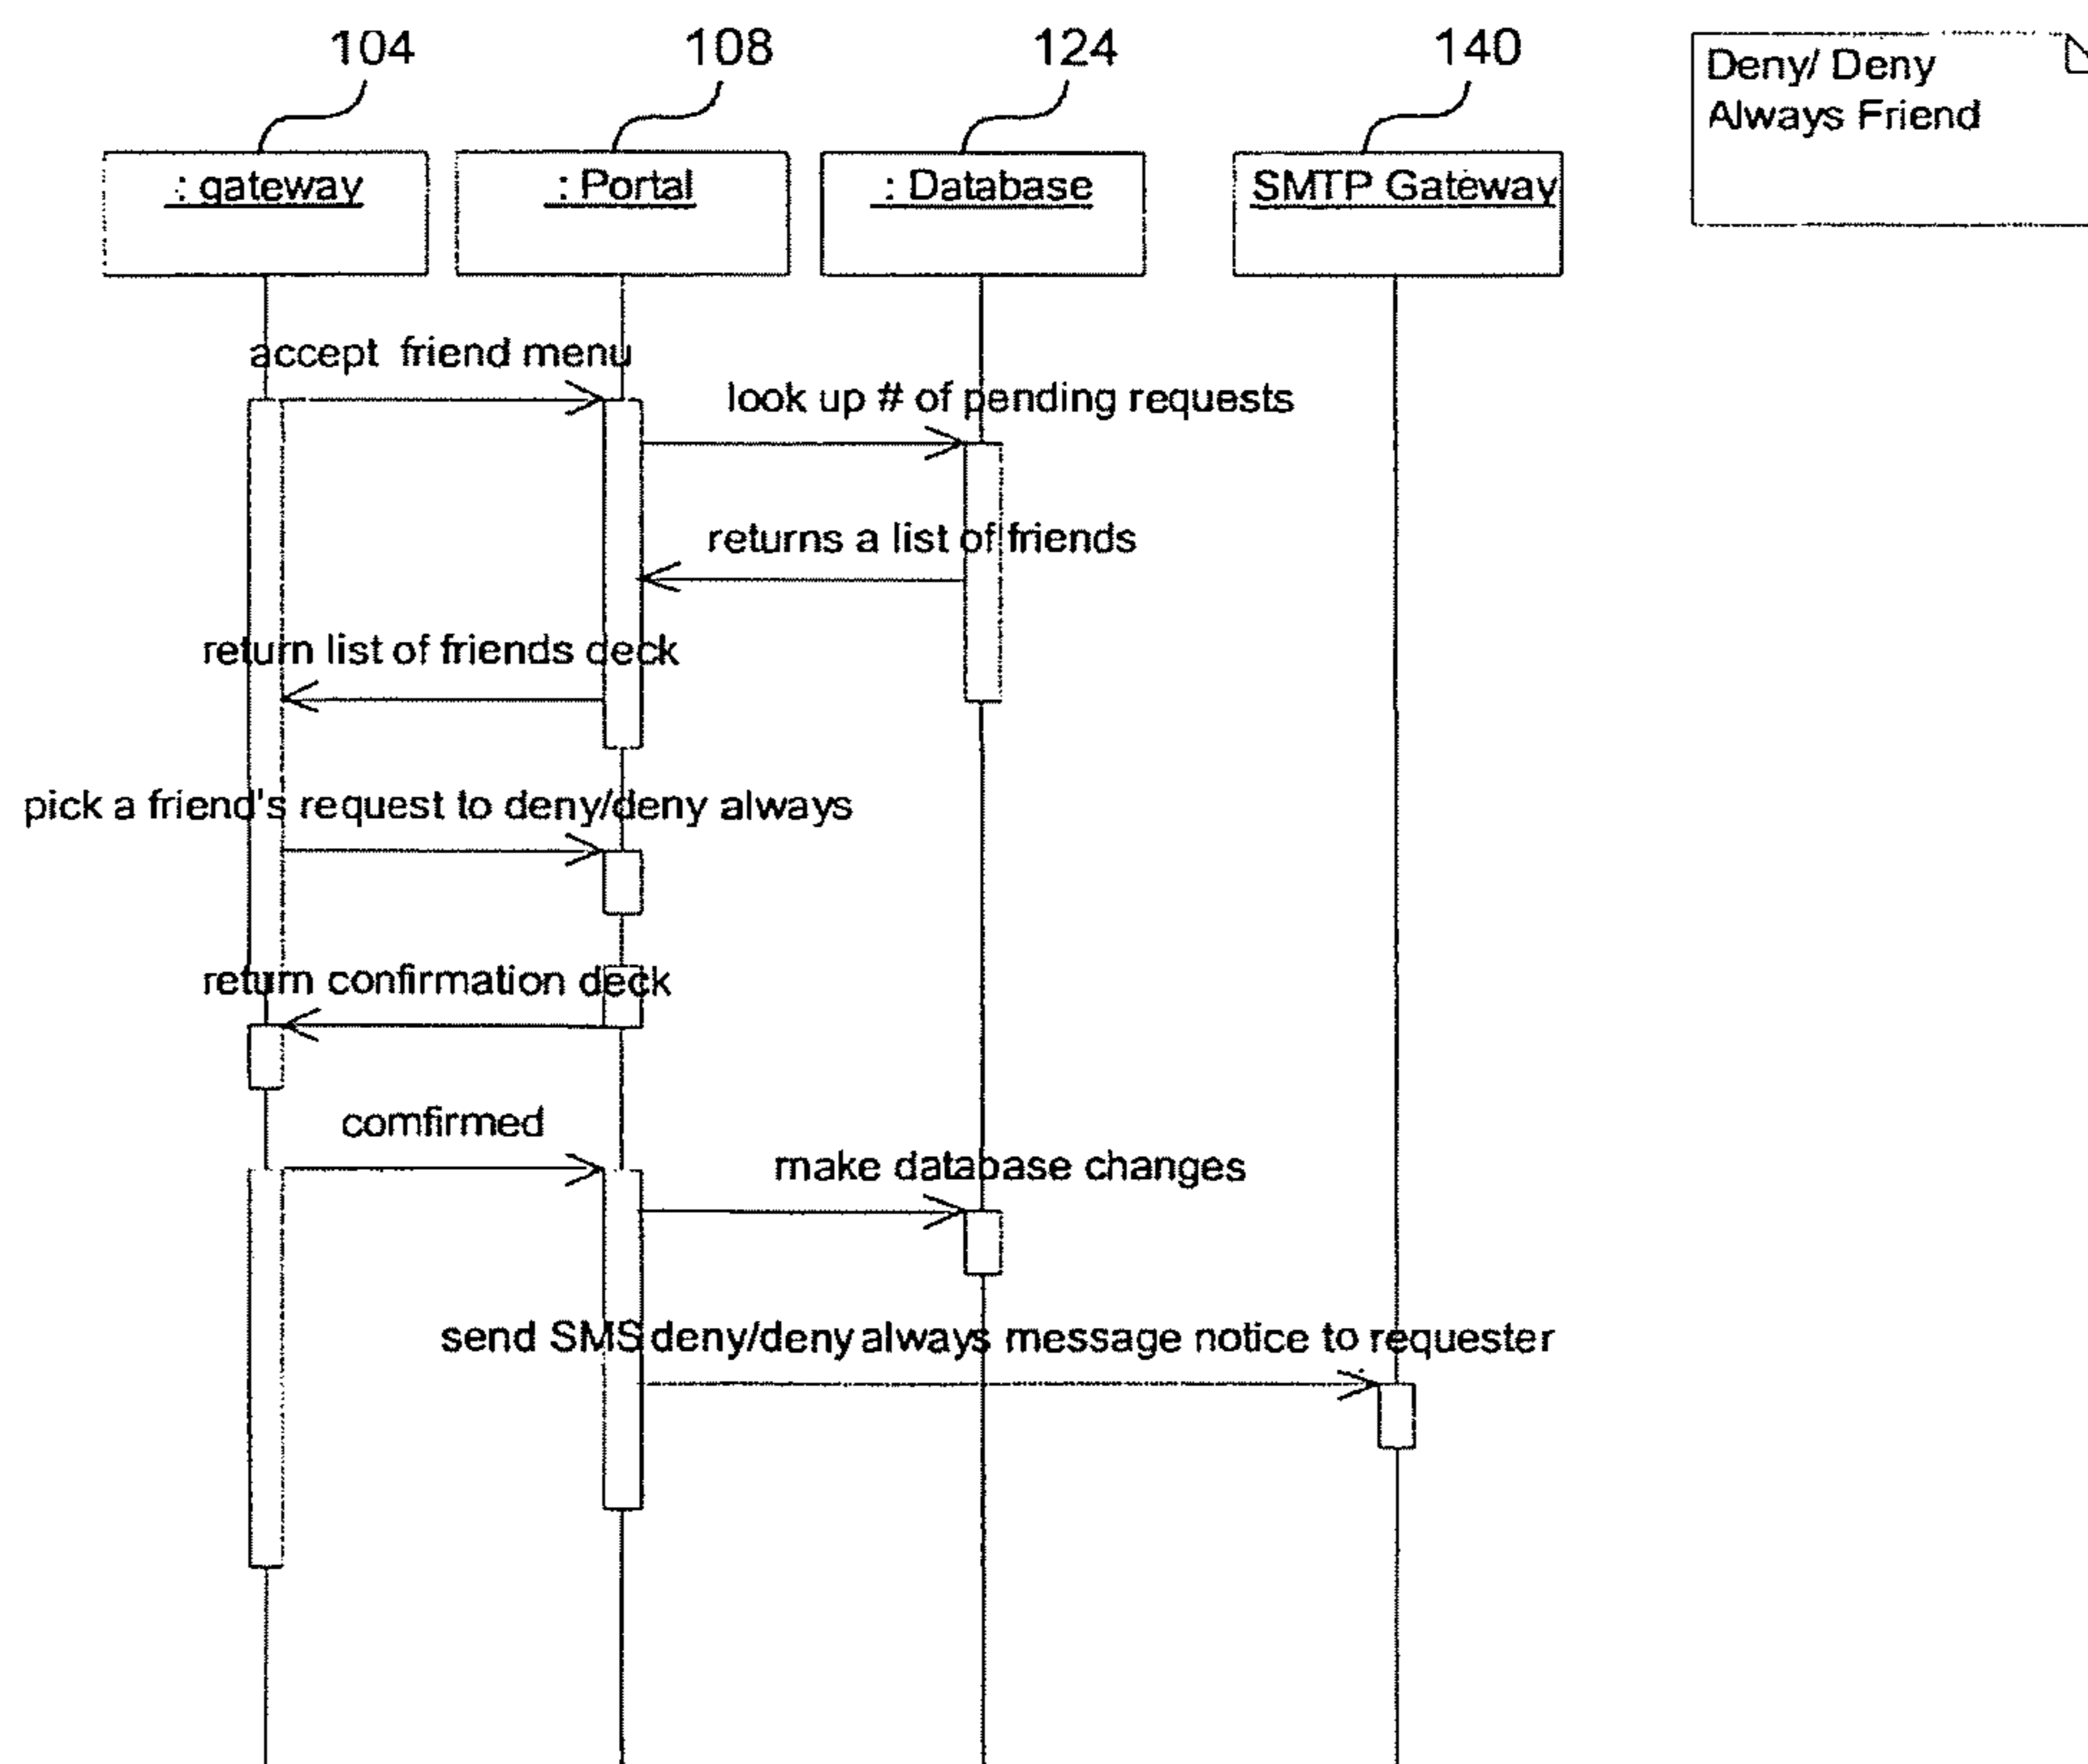 104
108
124
140
Deny/ Deny
Always Friend
: gateway
: Portal
: Database
SMTP Gateway
accept friend menu
look up # of pending requests
returns a list of friends
return list of friends deck
pick a friend's request to deny/deny always
return confirmation deck
comfirmed
make database changes
send SMS deny/deny always message notice to requester